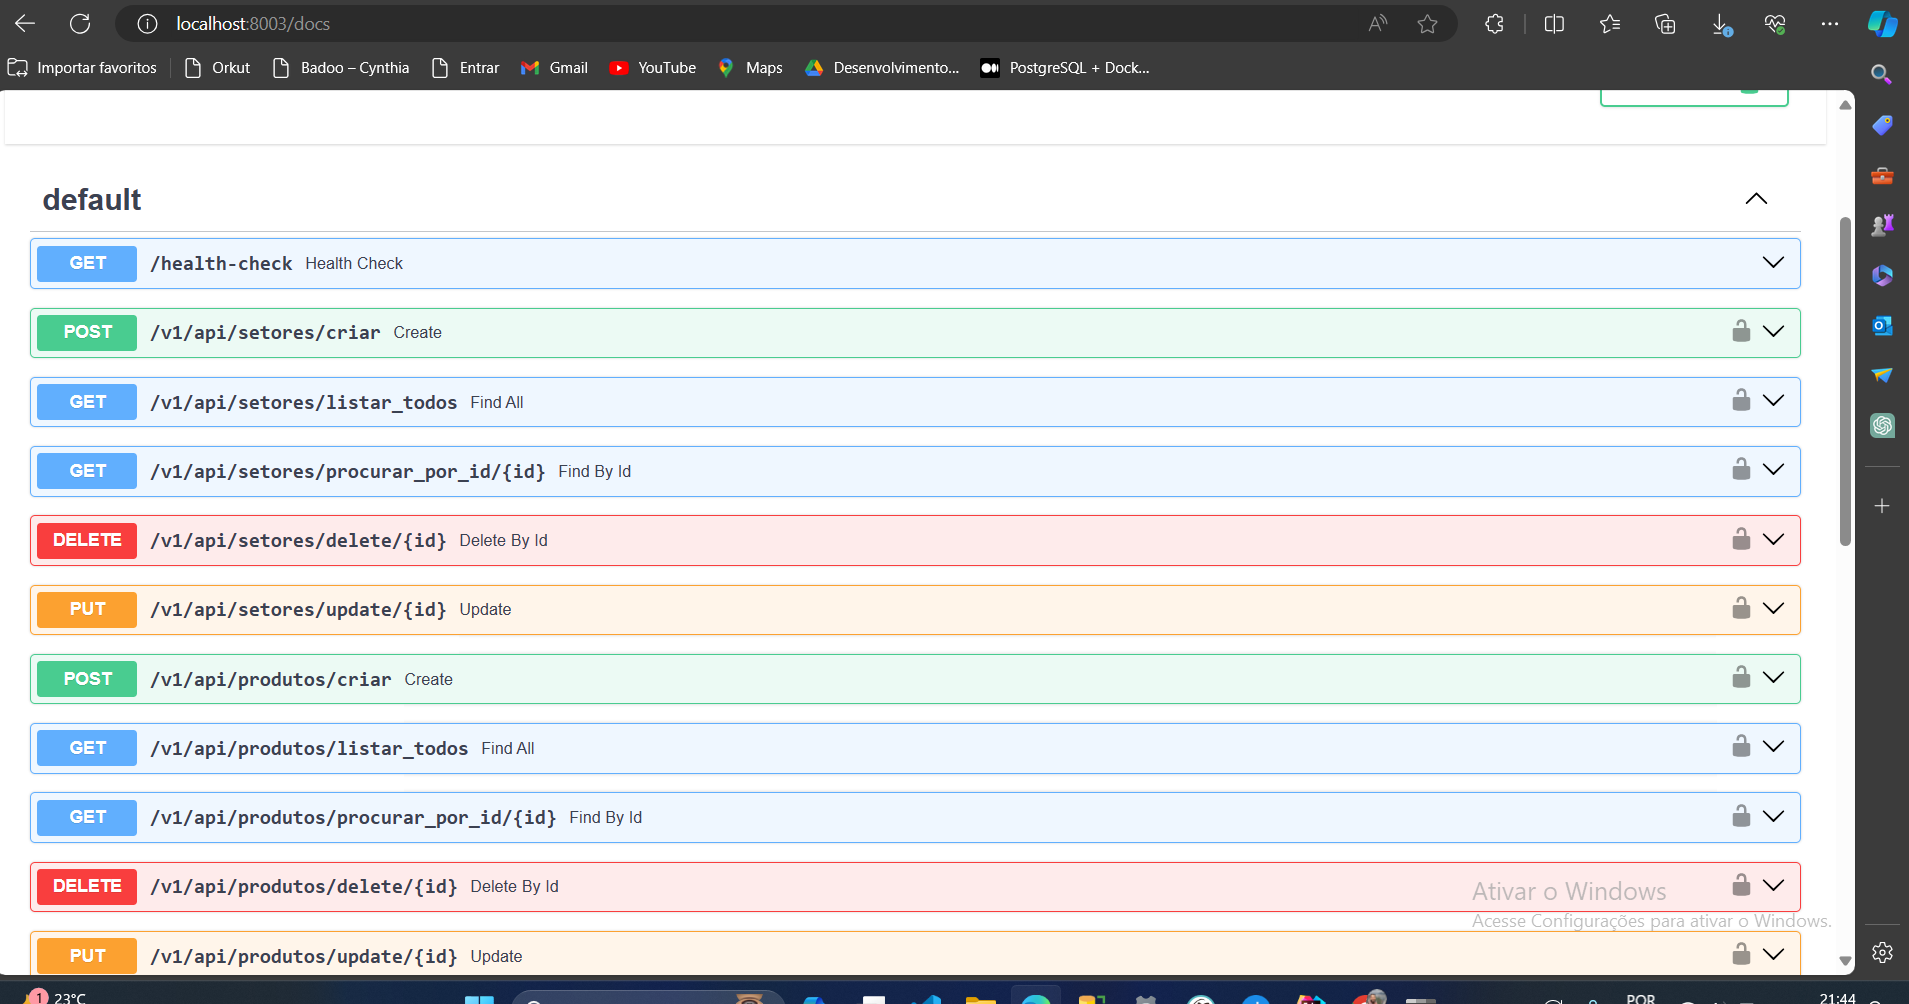 localhost:8003/docs
Importar favoritos Orkut Badoo – Cynthia Entrar Gmail YouTube Maps Desenvolvimento... PostgreSQL + Dock...
default
GET /health-check Health Check
POST /v1/api/setores/criar Create
GET /v1/api/setores/listar_todos Find All
GET /v1/api/setores/procurar_por_id/{id} Find By Id
DELETE /v1/api/setores/delete/{id} Delete By Id
PUT /v1/api/setores/update/{id} Update
POST /v1/api/produtos/criar Create
GET /v1/api/produtos/listar_todos Find All
GET /v1/api/produtos/procurar_por_id/{id} Find By Id
DELETE /v1/api/produtos/delete/{id} Delete By Id
Ativar o Windows
Acesse Configurações para ativar o Windows.
PUT /v1/api/produtos/update/{id} Update
1 23°C POR 21:44